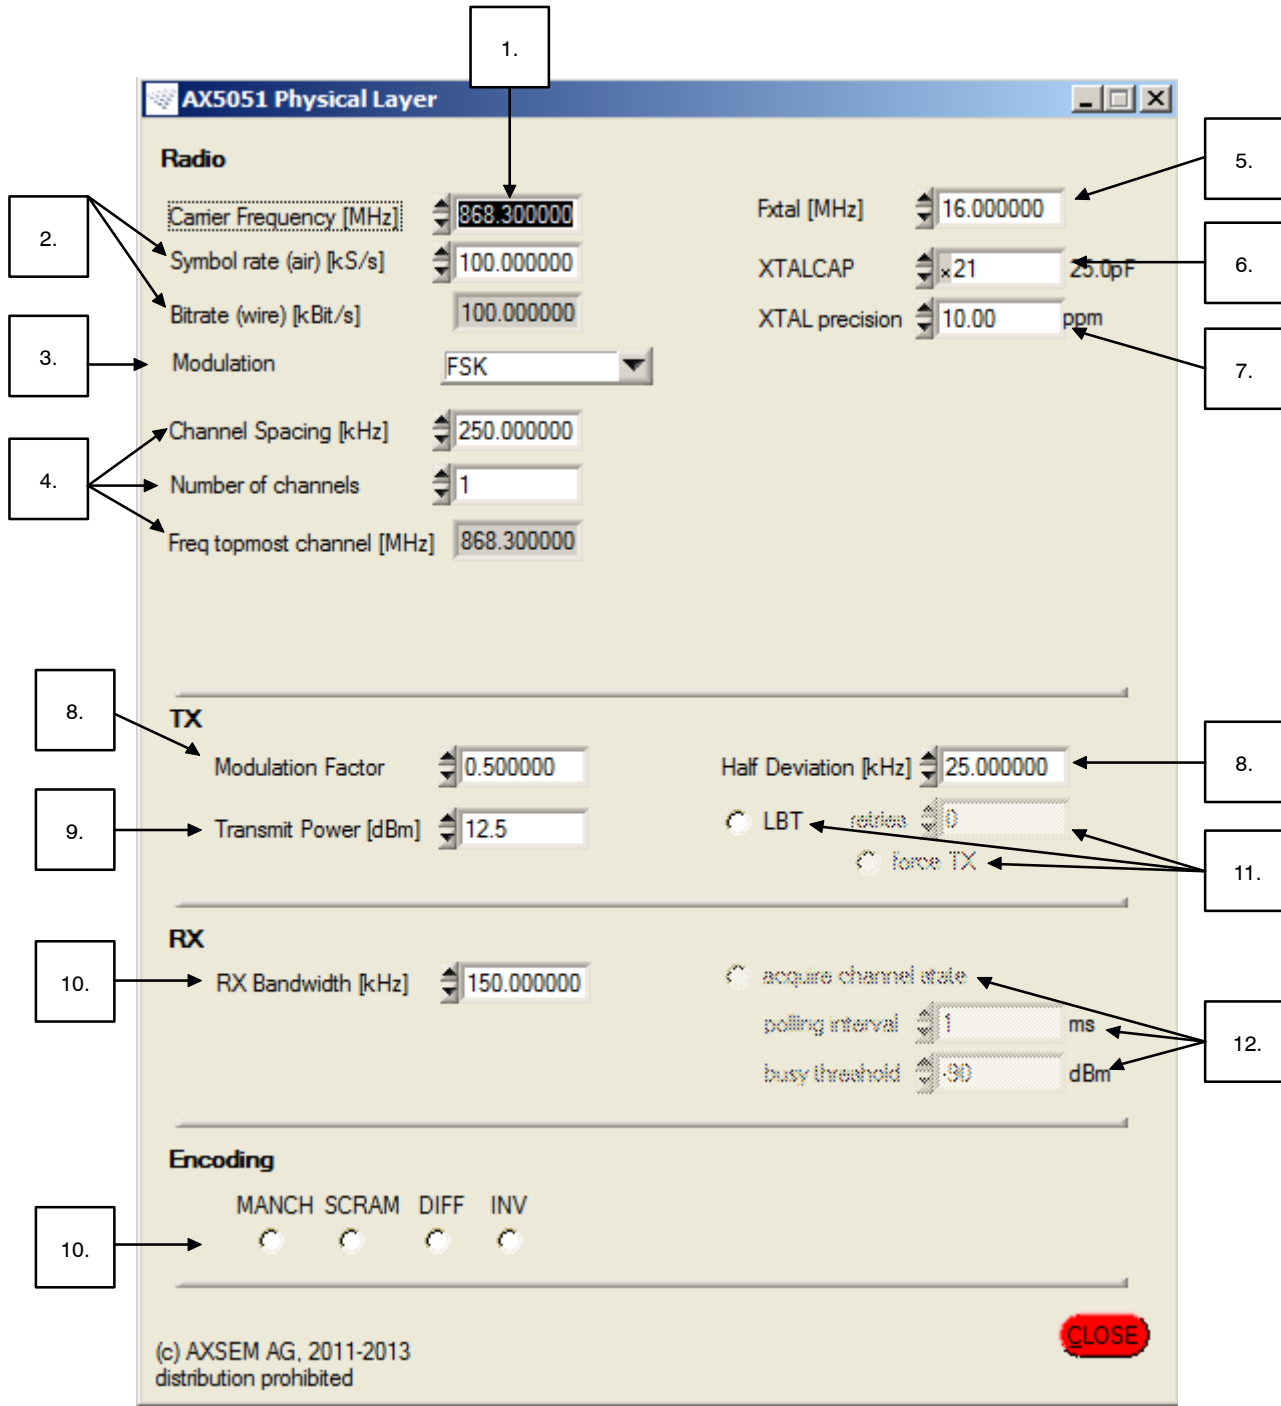 1.
AX5051 Physical Layer
Radio
5.
Carrier Frequency [MHz] 868.300000 Fxtal [MHz] 16.000000
2.
Symbol rate (air) [kS/s] 100.000000 XTALCAP x21 25.0pF
6.
Bitrate (wire) [kBit/s] 100.000000 XTAL precision 10.00 ppm
3.
Modulation FSK
7.
Channel Spacing [kHz] 250.000000
4.
Number of channels 1
Freq topmost channel [MHz] 868.300000
8.
TX
Modulation Factor 0.500000 Half Deviation [kHz] 25.000000
8.
9.
Transmit Power [dBm] 12.5 LBT retries 0
force TX
11.
RX
10.
RX Bandwidth [kHz] 150.000000 acquire channel state
polling interval 1 ms
12.
busy threshold -90 dBm
Encoding
MANCH SCRAM DIFF INV
10.
CLOSE
(c) AXSEM AG, 2011-2013
distribution prohibited